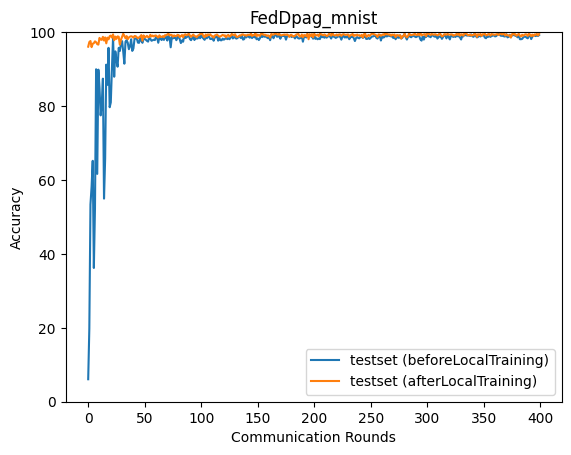 FedDpag_mnist
100
80
60
40
20
0
Accuracy
0 50 100 150 200 250 300 350 400
Communication Rounds
testset (beforeLocalTraining)
testset (afterLocalTraining)